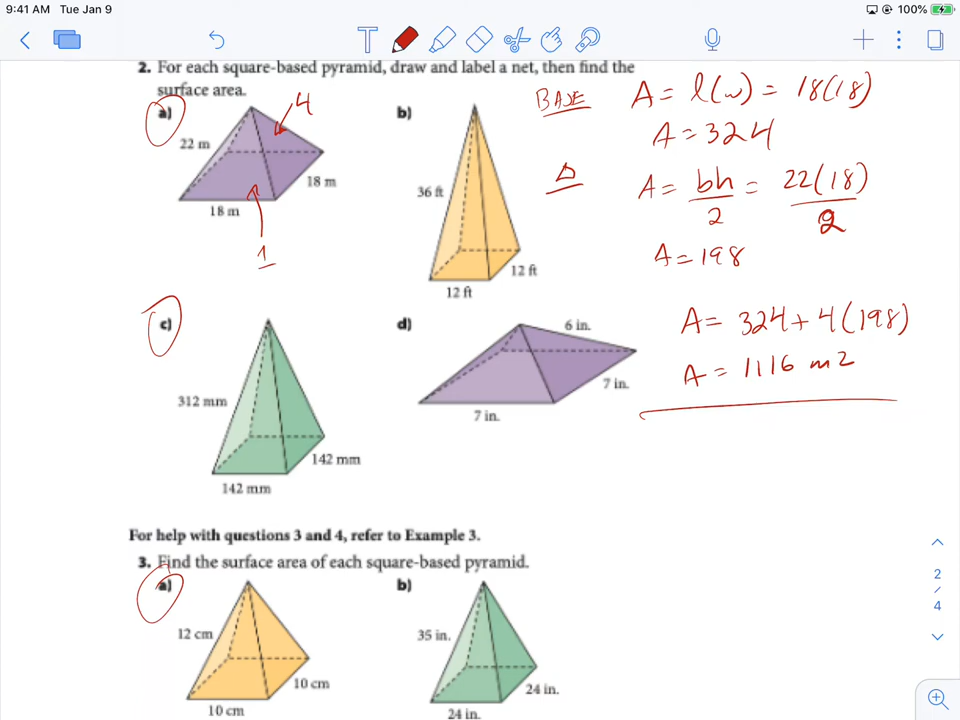 9:41 AM Tue Jan 9
100%
2. For each square-based pyramid, draw and label a net, then find the
surface area.
a)
4
22 m
18 m
18 m
1
b)
36 ft
12 ft
12 ft
BASE
A = l(w) = 18(18)
A = 324
Δ
A = bh/2 = 22(18)/2
A = 198
A = 324 + 4(198)
A = 1116 m2
c)
312 mm
142 mm
142 mm
d)
6 in.
7 in.
7 in.
For help with questions 3 and 4, refer to Example 3.
3. Find the surface area of each square-based pyramid.
a)
12 cm
10 cm
10 cm
b)
35 in.
24 in.
24 in.
2
/
4